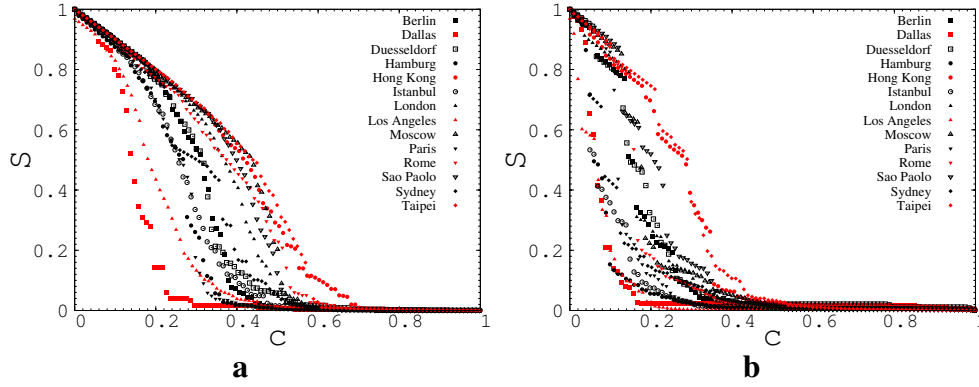 1
0.8
0.6
0.4
0.2
0
0
0.2
0.4
0.6
0.8
1
S
C
Berlin
Dallas
Duesseldorf
Hamburg
Hong Kong
Istanbul
London
Los Angeles
Moscow
Paris
Rome
Sao Paolo
Sydney
Taipei
a
1
0.8
0.6
0.4
0.2
0
0
0.2
0.4
0.6
0.8
1
S
C
Berlin
Dallas
Duesseldorf
Hamburg
Hong Kong
Istanbul
London
Los Angeles
Moscow
Paris
Rome
Sao Paolo
Sydney
Taipei
b